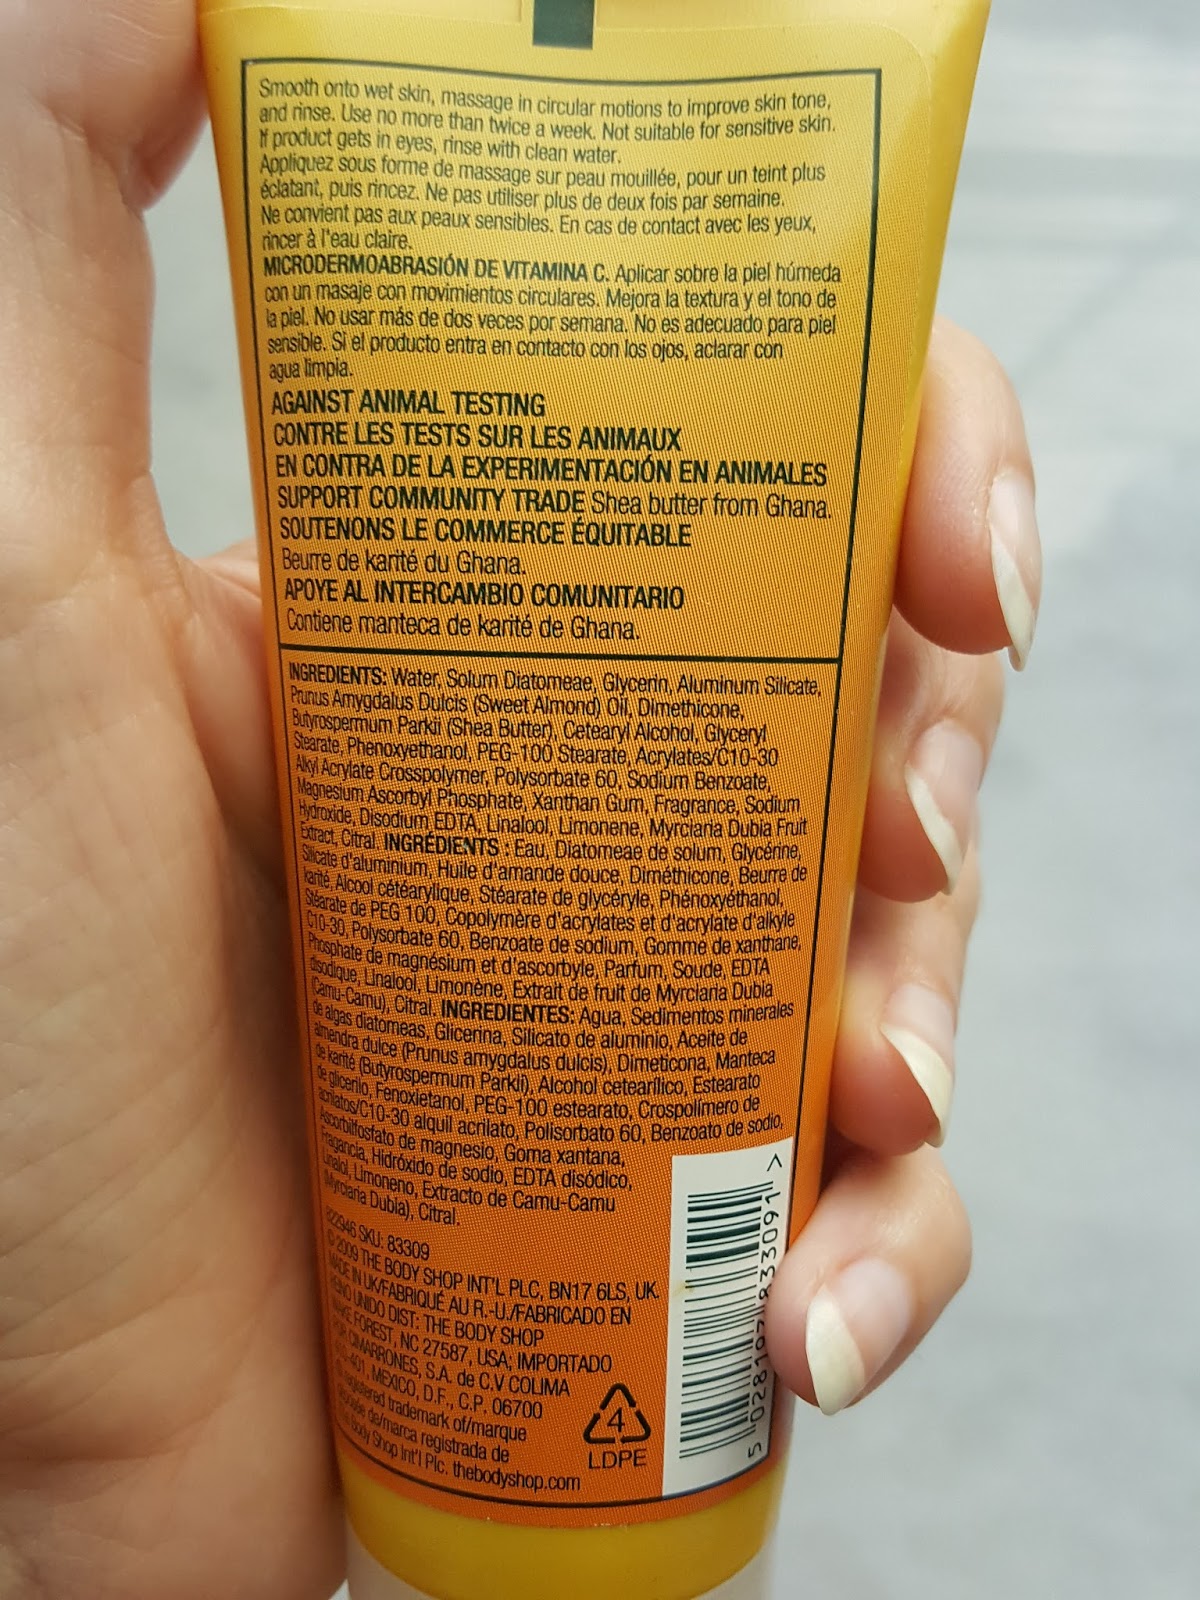 Smooth onto wet skin, massage in circular motions to improve skin tone,
and rinse. Use no more than twice a week. Not suitable for sensitive skin.
If product gets in eyes, rinse with clean water.
Appliquez sous forme de massage sur peau mouillée, pour un teint plus
éclatant, puis rincez. Ne pas utiliser plus de deux fois par semaine.
Ne convient pas aux peaux sensibles. En cas de contact avec les yeux,
rincer à l'eau claire.
MICRODERMOABRASIÓN DE VITAMINA C. Aplicar sobre la piel húmeda
con un masaje con movimientos circulares. Mejora la textura y el tono de
la piel. No usar más de dos veces por semana. No es adecuado para piel
sensible. Si el producto entra en contacto con los ojos, aclarar con
agua limpia.
AGAINST ANIMAL TESTING
CONTRE LES TESTS SUR LES ANIMAUX
EN CONTRA DE LA EXPERIMENTACIÓN EN ANIMALES
SUPPORT COMMUNITY TRADE Shea butter from Ghana.
SOUTENONS LE COMMERCE ÉQUITABLE
Beurre de karité du Ghana.
APOYE AL INTERCAMBIO COMUNITARIO
Contiene manteca de karité de Ghana.
INGREDIENTS: Water, Solum Diatomeae, Glycerin, Aluminum Silicate,
Prunus Amygdalus Dulcis (Sweet Almond) Oil, Dimethicone,
Butyrospermum Parkii (Shea Butter), Cetearyl Alcohol, Glyceryl
Stearate, Phenoxyethanol, PEG-100 Stearate, Acrylates/C10-30
Alkyl Acrylate Crosspolymer, Polysorbate 60, Sodium Benzoate,
Magnesium Ascorbyl Phosphate, Xanthan Gum, Fragrance, Sodium
Hydroxide, Disodium EDTA, Linalool, Limonene, Myrciaria Dubia Fruit
Extract, Citral. INGRÉDIENTS : Eau, Diatomeae de solum, Glycérine,
Silicate d'aluminium, Huile d'amande douce, Diméthicone, Beurre de
karité, Alcool cétéarylique, Stéarate de glycéryle, Phénoxyéthanol,
Stéarate de PEG 100, Copolymère d'acrylates et d'acrylate d'alkyle
C10-30, Polysorbate 60, Benzoate de sodium, Gomme de xanthane,
Phosphate de magnésium et d'ascorbyle, Parfum, Soude, EDTA
disodique, Linalool, Limonène, Extrait de fruit de Myrciaria Dubia
(Camu-Camu), Citral. INGREDIENTES: Agua, Sedimentos minerales
de algas diatomeas, Glicerina, Silicato de aluminio, Aceite de
almendra dulce (Prunus amygdalus dulcis), Dimeticona, Manteca
de karité (Butyrospermum Parkii), Alcohol cetearílico, Estearato
de glicerilo, Fenoxietanol, PEG-100 estearato, Crospolímero de
acrilatos/C10-30 alquil acrilato, Polisorbato 60, Benzoato de sodio,
Ascorbilfosfato de magnesio, Goma xantana,
Fragancia, Hidróxido de sodio, EDTA disódico,
Linalol, Limoneno, Extracto de Camu-Camu
(Myrciaria Dubia), Citral.
SKU: 83309
© 2009 THE BODY SHOP INT'L PLC, BN17 6LS, UK.
MADE IN UK/FABRIQUÉ AU R.-U./FABRICADO EN
REINO UNIDO DIST: THE BODY SHOP
WAKE FOREST, NC 27587, USA; IMPORTADO
POR CIMARRONES, S.A. de C.V COLIMA
401, MEXICO, D.F., C.P. 06700
registered trademark of/marque
de/marca registrada de
The Body Shop Int'l Plc. thebodyshop.com
4
LDPE
5 028197 833091 >